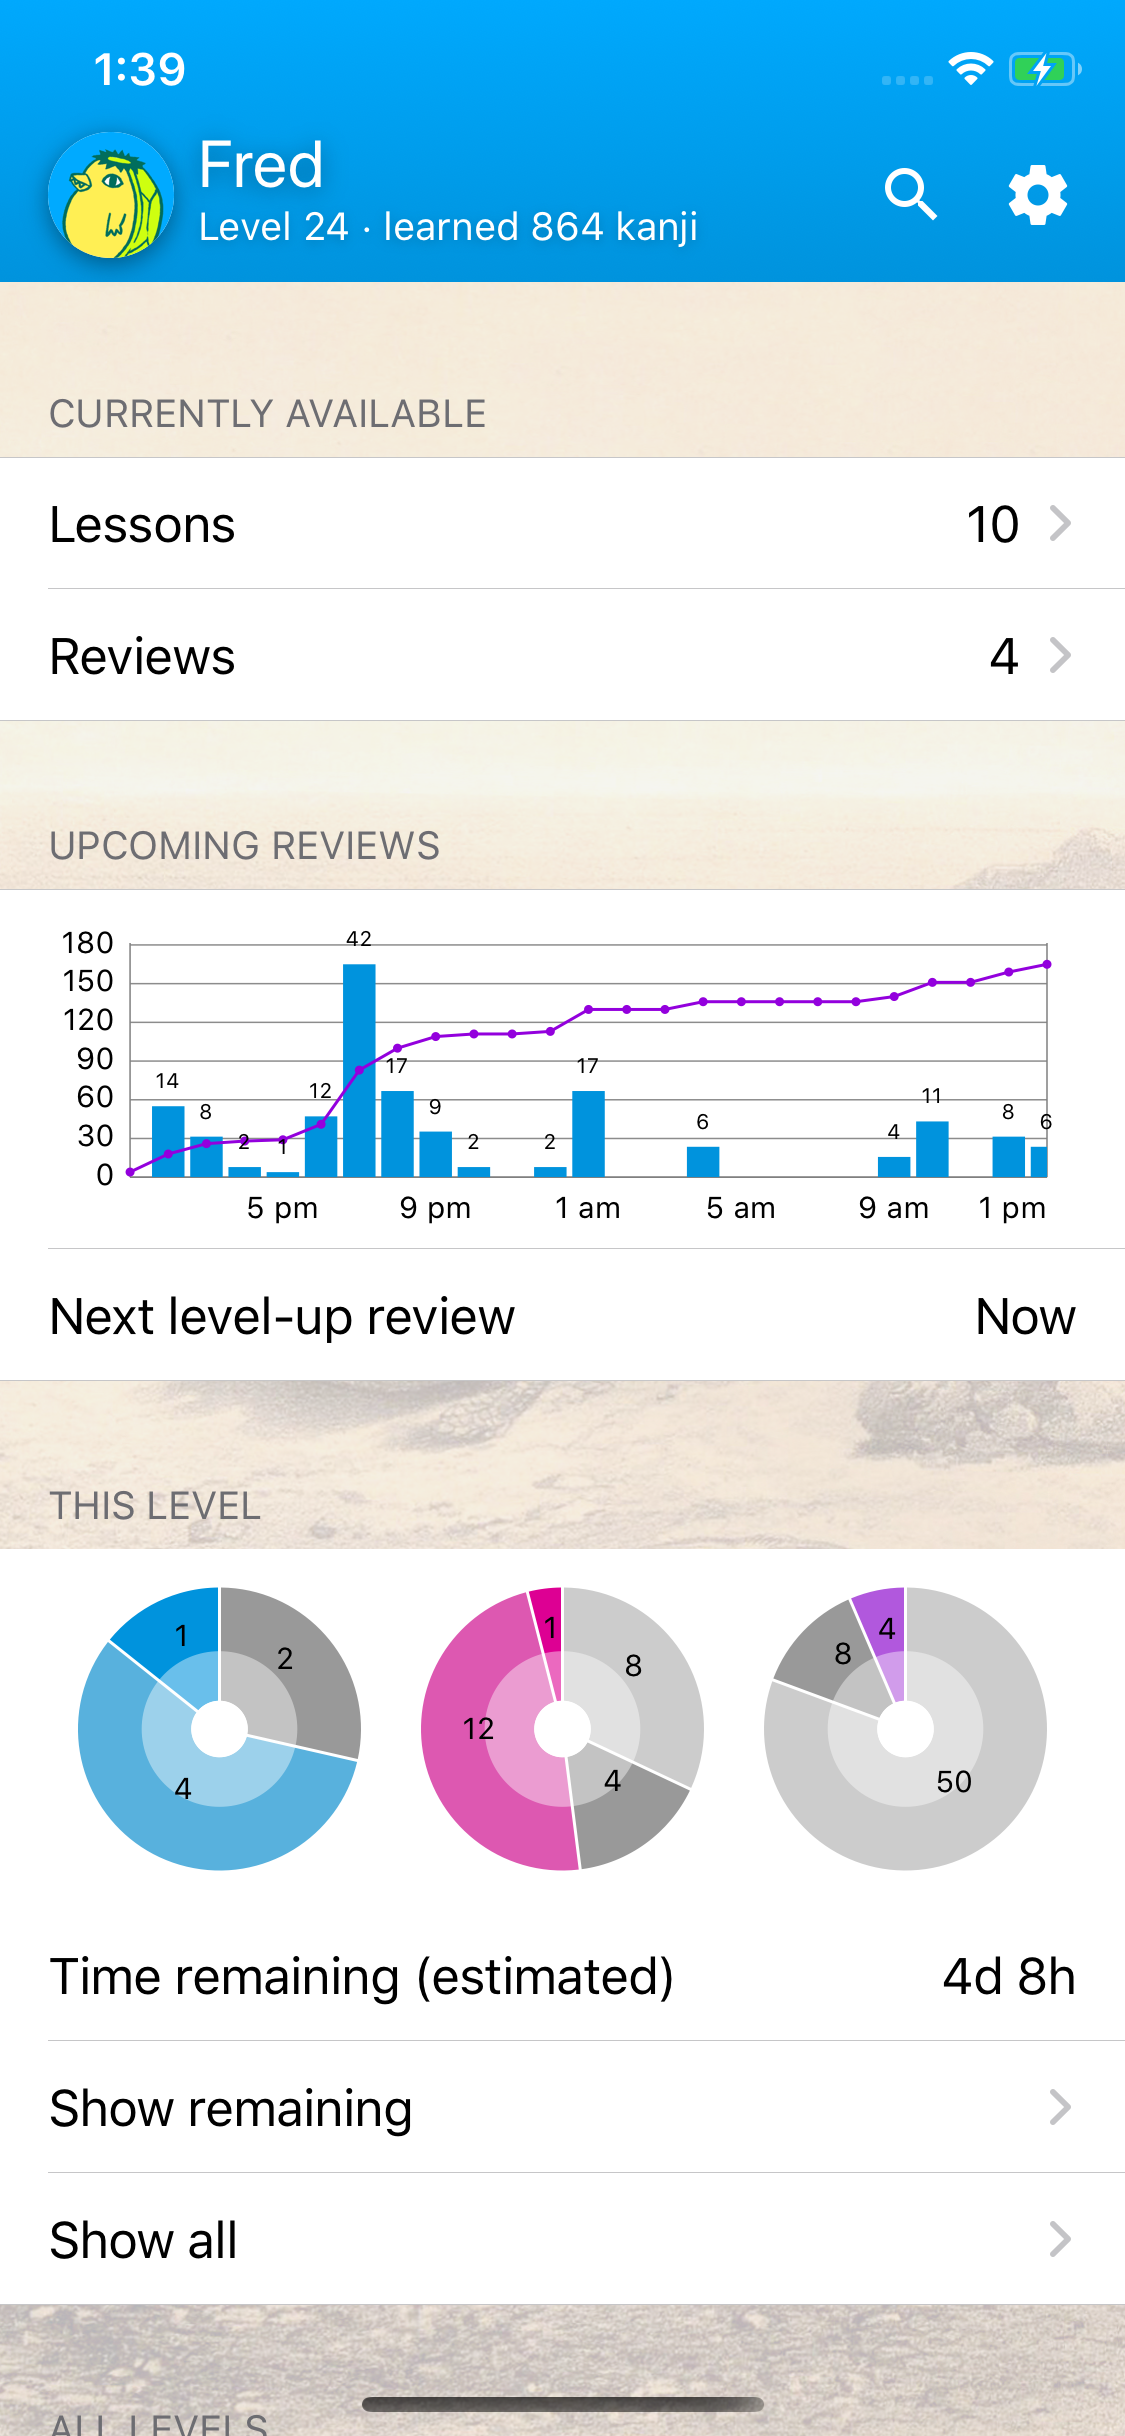 1:39
Fred
Level 24 · learned 864 kanji
CURRENTLY AVAILABLE
Lessons 10
Reviews 4
UPCOMING REVIEWS
180
150
120
90
60
30
0
14 8 2 1 12 42 17 9 2 2 17 6 4 11 8 6
5 pm 9 pm 1 am 5 am 9 am 1 pm
Next level-up review Now
THIS LEVEL
1 2 4
1 8 12 4
4 8 50
Time remaining (estimated) 4d 8h
Show remaining
Show all
ALL LEVELS